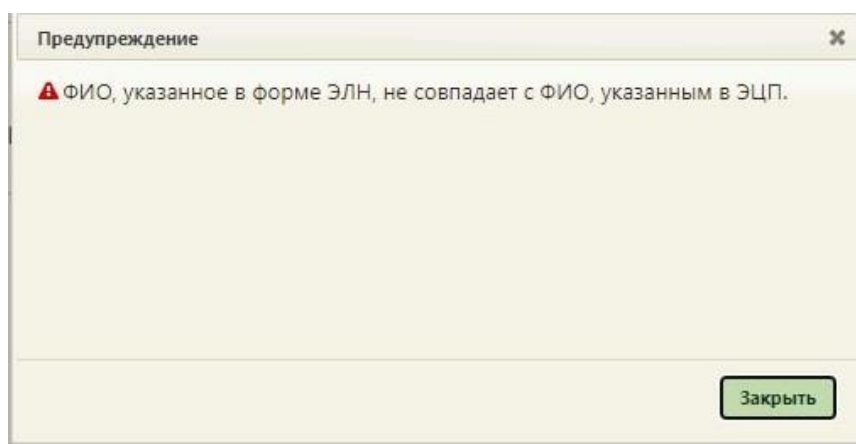 Предупреждение
ФИО, указанное в форме ЭЛН, не совпадает с ФИО, указанным в ЭЦП.
Закрыть